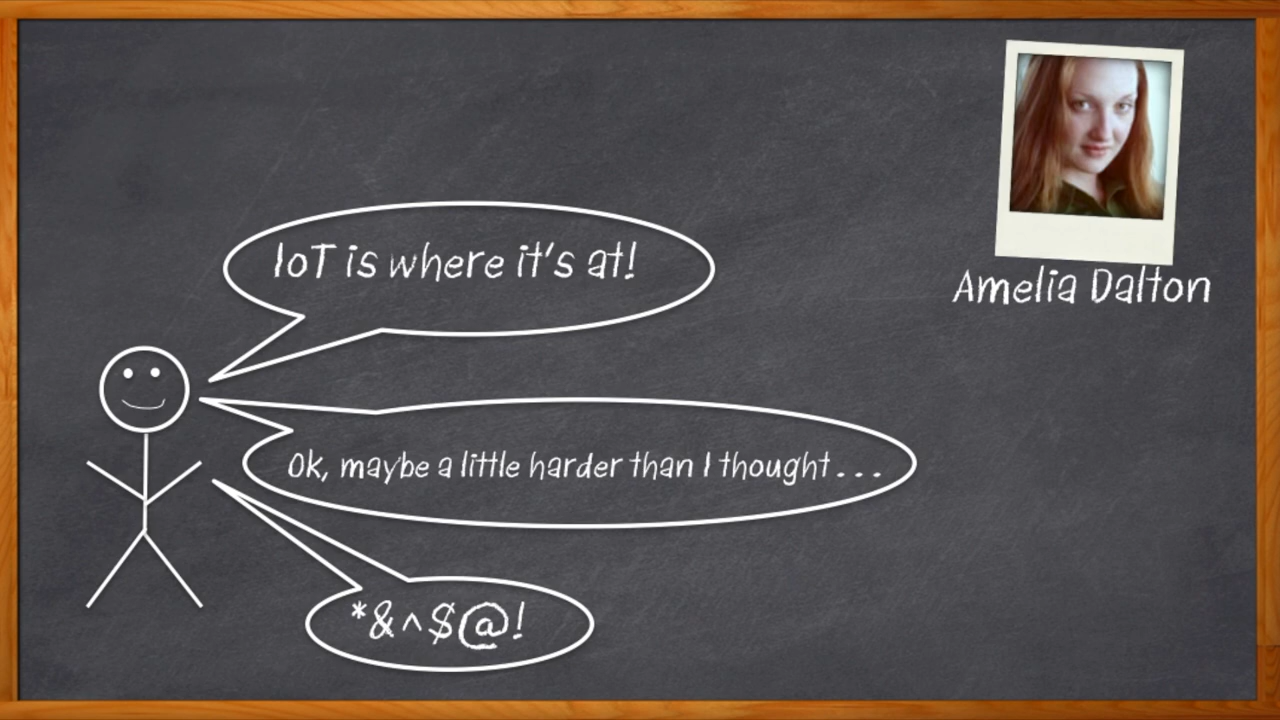 IoT is where it's at!
Amelia Dalton
Ok, maybe a little harder than I thought . . .
*&^$@!